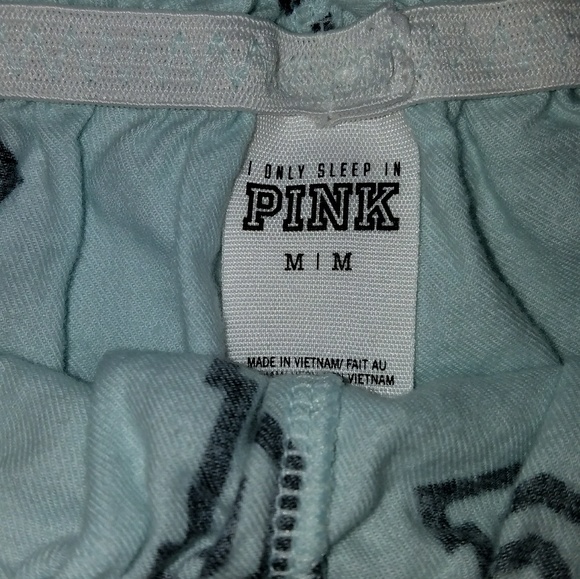 I ONLY SLEEP IN
PINK
M | M
MADE IN VIETNAM/ FAIT AU
VIETNAM